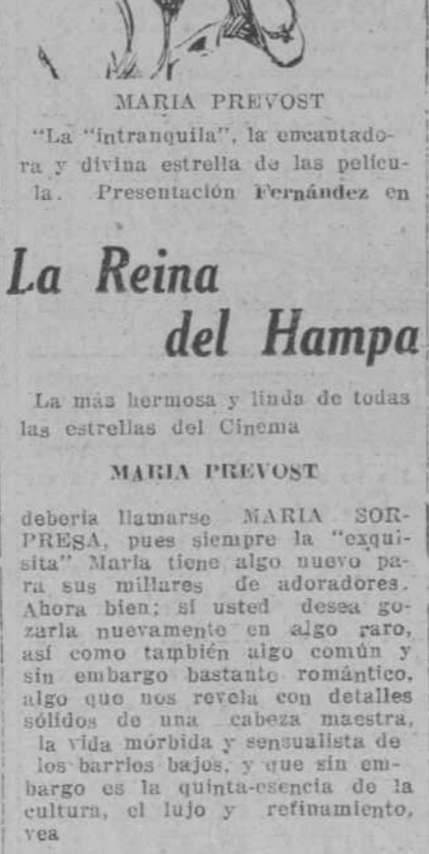 MARIA PREVOST
"La "intranquila", la encantado-
ra y divina estrella de las pelícu-
la. Presentación Fernández en
La Reina
del Hampa
La más hermosa y linda de todas
las estrellas del Cinema
MARIA PREVOST
debería llamarse MARIA SOR-
PRESA, pues siempre la "exqui-
sita" María tiene algo nuevo pa-
ra sus millares de adoradores.
Ahora bien; si usted desea go-
zarla nuevamente en algo raro,
así como también algo común y
sin embargo bastante romántico,
algo que nos revela con detalles
sólidos de una cabeza maestra,
la vida mórbida y sensualista de
los barrios bajos, y que sin em-
bargo es la quinta-esencia de la
cultura, el lujo y refinamiento,
vea